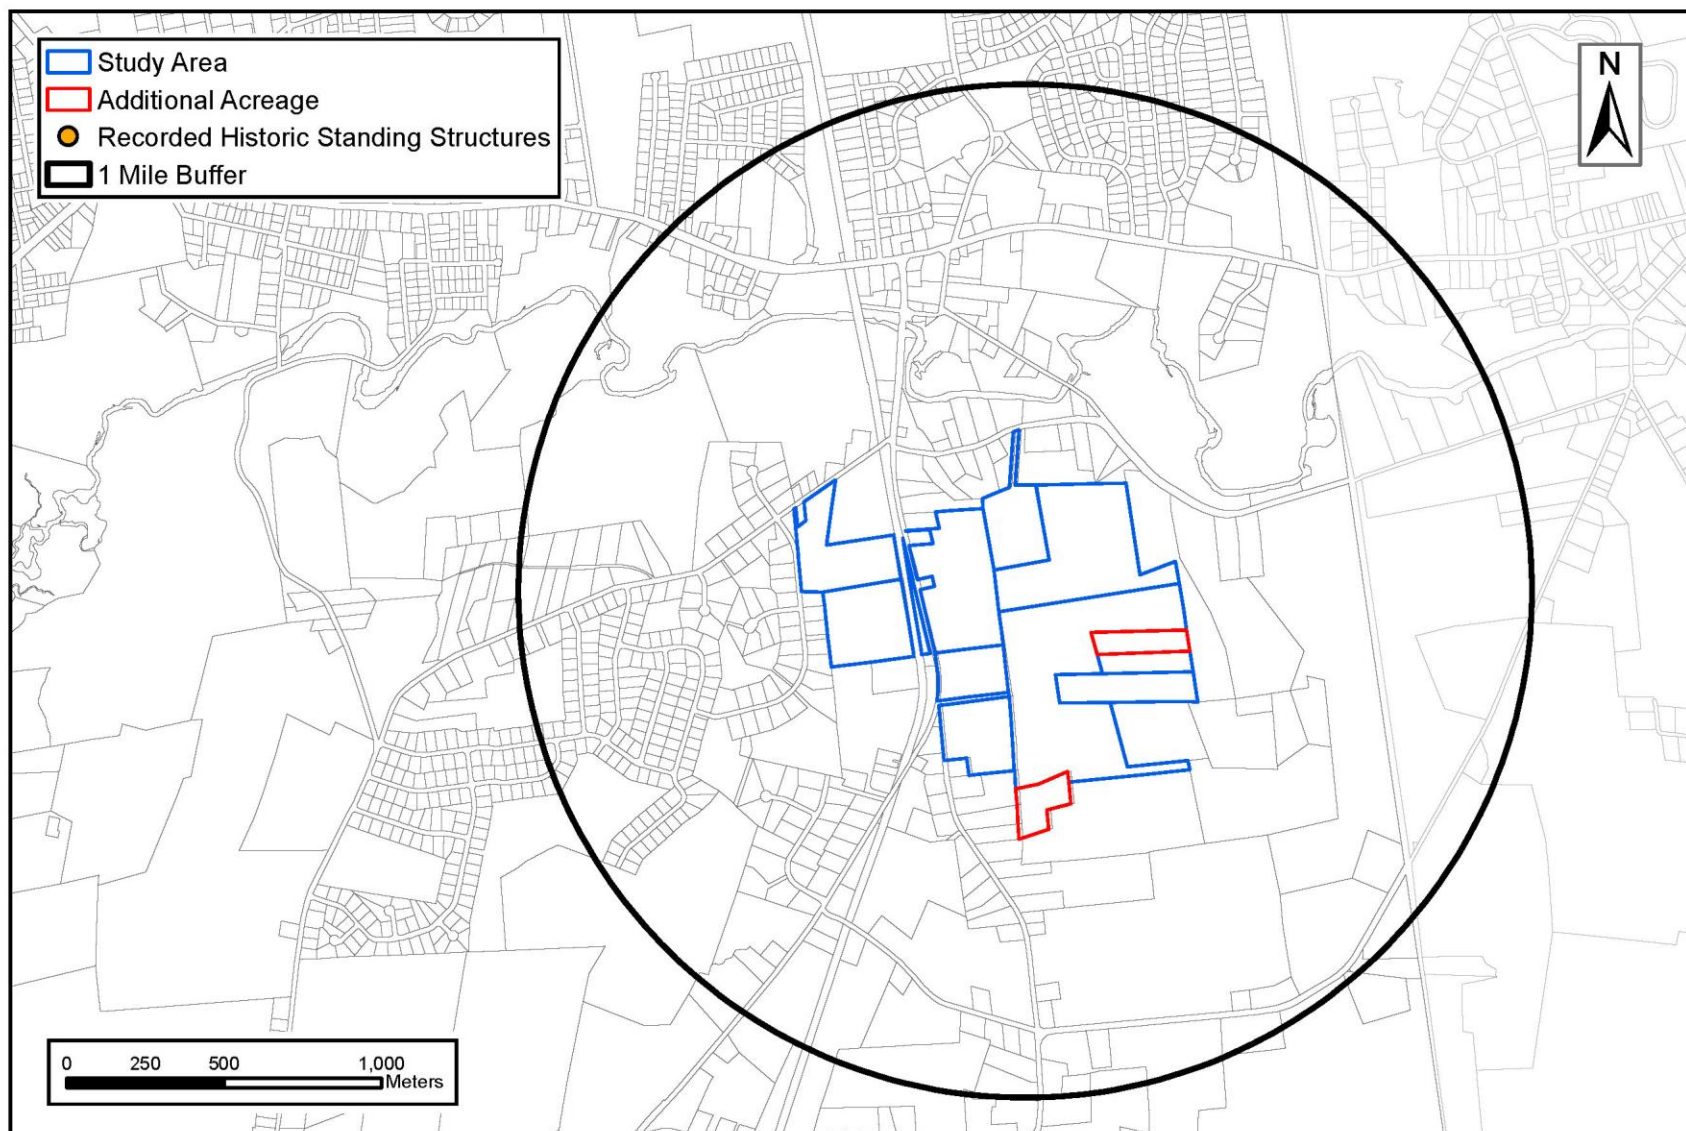 Study Area
Additional Acreage
Recorded Historic Standing Structures
1 Mile Buffer
N
0 250 500 1,000
Meters